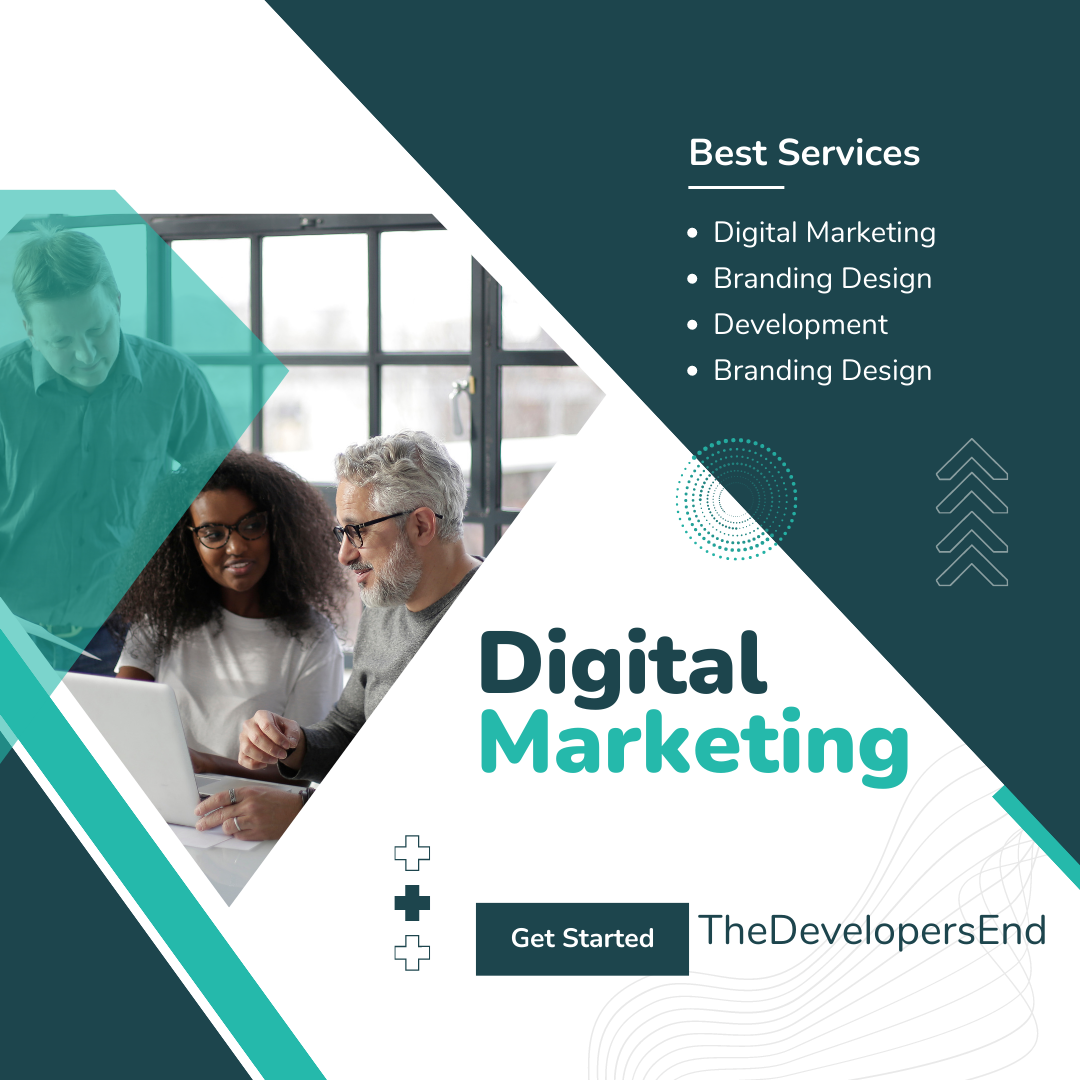 Best Services
Digital Marketing
Branding Design
Development
Branding Design
Digital
Marketing
Get Started
TheDevelopersEnd